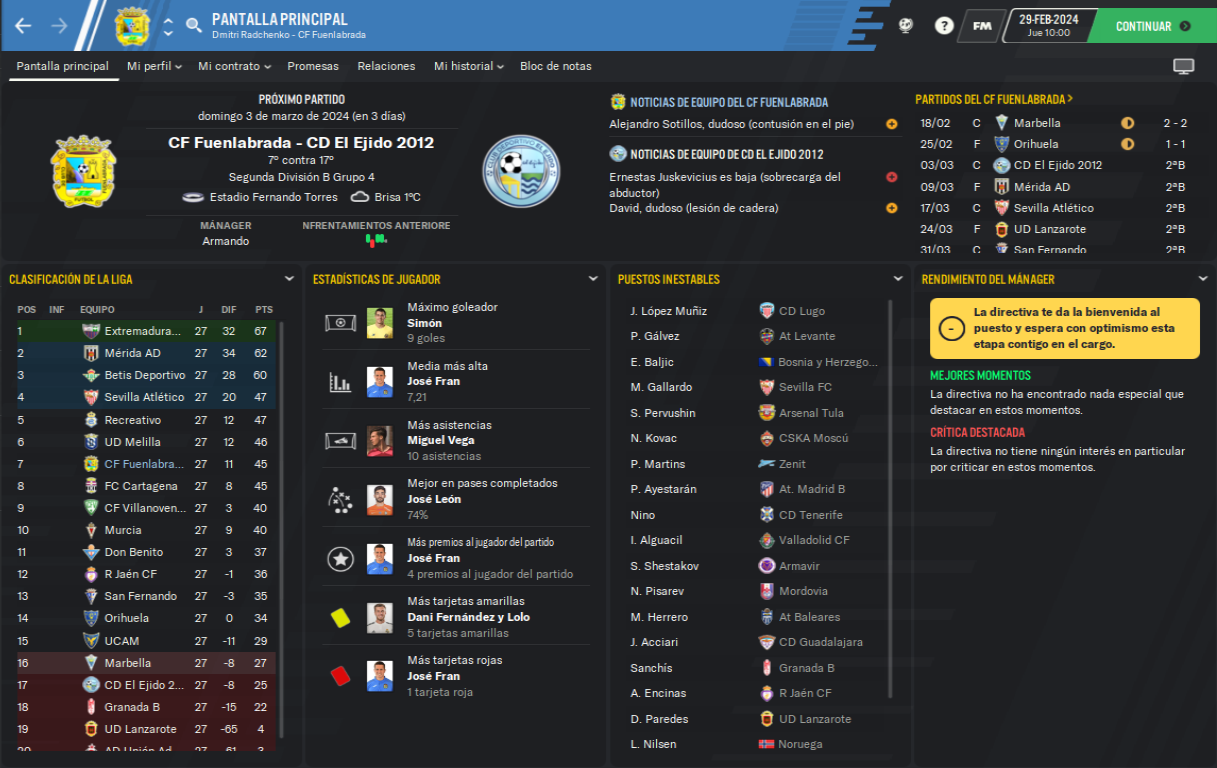 PANTALLA PRINCIPAL
Dmitri Radchenko - CF Fuenlabrada
?
FM
29-FEB-2024
Jue 10:00
CONTINUAR
Pantalla principal Mi perfil Mi contrato Promesas Relaciones Mi historial Bloc de notas
PRÓXIMO PARTIDO
domingo 3 de marzo de 2024 (en 3 días)
CF Fuenlabrada - CD El Ejido 2012
7º contra 17º
Segunda División B Grupo 4
Estadio Fernando Torres Brisa 1ºC
MÁNAGER
Armando
NFRENTAMIENTOS ANTERIORE
NOTICIAS DE EQUIPO DEL CF FUENLABRADA
Alejandro Sotillos, dudoso (contusión en el pie)
NOTICIAS DE EQUIPO DE CD EL EJIDO 2012
Ernestas Juskevicius es baja (sobrecarga del
abductor)
David, dudoso (lesión de cadera)
PARTIDOS DEL CF FUENLABRADA >
18/02 C Marbella 2 - 2
25/02 F Orihuela 1 - 1
03/03 C CD El Ejido 2012 2ªB
09/03 F Mérida AD 2ªB
17/03 C Sevilla Atlético 2ªB
24/03 F UD Lanzarote 2ªB
31/03 C San Fernando 2ªB
CLASIFICACIÓN DE LA LIGA
POS INF EQUIPO J DIF PTS
1 Extremadura... 27 32 67
2 Mérida AD 27 34 62
3 Betis Deportivo 27 28 60
4 Sevilla Atlético 27 20 47
5 Recreativo 27 12 47
6 UD Melilla 27 12 46
7 CF Fuenlabra... 27 11 45
8 FC Cartagena 27 8 45
9 CF Villanoven... 27 3 40
10 Murcia 27 9 40
11 Don Benito 27 3 37
12 R Jaén CF 27 -1 36
13 San Fernando 27 -3 35
14 Orihuela 27 0 34
15 UCAM 27 -11 29
16 Marbella 27 -8 27
17 CD El Ejido 2... 27 -8 25
18 Granada B 27 -15 22
19 UD Lanzarote 27 -65 4
20 AD Unión Ad... 27 -61 3
ESTADÍSTICAS DE JUGADOR
Máximo goleador
Simón
9 goles
Media más alta
José Fran
7,21
Más asistencias
Miguel Vega
10 asistencias
Mejor en pases completados
José León
74%
Más premios al jugador del partido
José Fran
4 premios al jugador del partido
Más tarjetas amarillas
Dani Fernández y Lolo
5 tarjetas amarillas
Más tarjetas rojas
José Fran
1 tarjeta roja
PUESTOS INESTABLES
J. López Muñiz CD Lugo
P. Gálvez At Levante
E. Baljic Bosnia y Herzego...
M. Gallardo Sevilla FC
S. Pervushin Arsenal Tula
N. Kovac CSKA Moscú
P. Martins Zenit
P. Ayestarán At. Madrid B
Nino CD Tenerife
I. Alguacil Valladolid CF
S. Shestakov Armavir
N. Pisarev Mordovia
M. Herrero At Baleares
J. Acciari CD Guadalajara
Sanchís Granada B
A. Encinas R Jaén CF
D. Paredes UD Lanzarote
L. Nilsen Noruega
RENDIMIENTO DEL MÁNAGER
La directiva te da la bienvenida al
puesto y espera con optimismo esta
etapa contigo en el cargo.
MEJORES MOMENTOS
La directiva no ha encontrado nada especial que
destacar en estos momentos.
CRÍTICA DESTACADA
La directiva no tiene ningún interés en particular
por criticar en estos momentos.